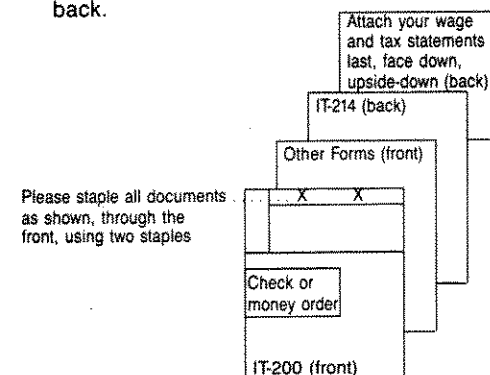 back.
Attach your wage
and tax statements
last, face down,
upside-down (back)
IT-214 (back)
Other Forms (front)
Please staple all documents
as shown, through the
front, using two staples
X X
Check or
money order
IT-200 (front)